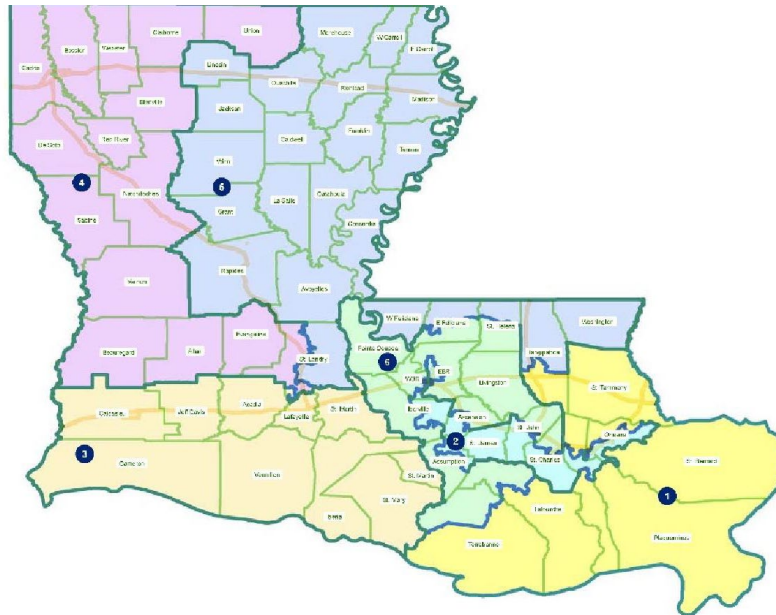 Claiborne
Union
Morehouse
W Carroll
E Carroll
Bossier
Webster
Caddo
Lincoln
Ouachita
Richland
Madison
Bienville
Jackson
Franklin
Red River
Caldwell
Tensas
De Soto
Winn
4
5
Natchitoches
La Salle
Catahoula
Sabine
Grant
Concordia
Rapides
Vernon
Avoyelles
W Feliciana
E Feliciana
St. Helena
Washington
Tangipahoa
Evangeline
Beauregard
Allen
St. Landry
Pointe Coupee
6
WBR
EBR
Livingston
St. Tammany
Calcasieu
Jeff Davis
Acadia
Lafayette
St. Martin
Iberville
Ascension
St. John
Orleans
2
St. James
3
Cameron
Assumption
St. Charles
St. Bernard
Vermilion
St. Martin
1
St. Mary
Iberia
Lafourche
Terrebonne
Plaquemines